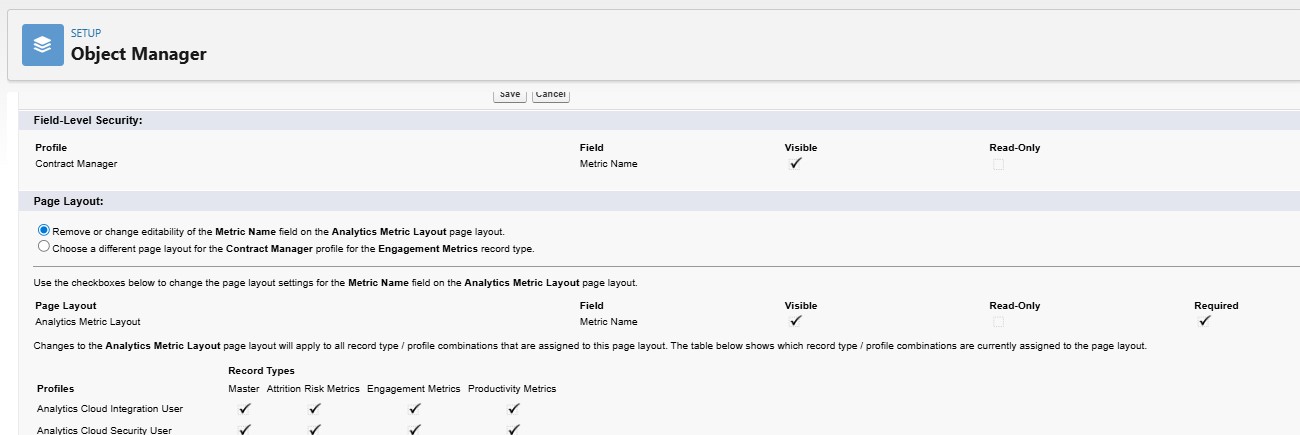 SETUP
Object Manager
Save Cancel
Field-Level Security:
Profile Field Visible Read-Only
Contract Manager Metric Name
Page Layout:
Remove or change editability of the Metric Name field on the Analytics Metric Layout page layout.
Choose a different page layout for the Contract Manager profile for the Engagement Metrics record type.
Use the checkboxes below to change the page layout settings for the Metric Name field on the Analytics Metric Layout page layout.
Page Layout Field Visible Read-Only Required
Analytics Metric Layout Metric Name
Changes to the Analytics Metric Layout page layout will apply to all record type / profile combinations that are assigned to this page layout. The table below shows which record type / profile combinations are currently assigned to the page layout.
Record Types
Profiles Master Attrition Risk Metrics Engagement Metrics Productivity Metrics
Analytics Cloud Integration User
Analytics Cloud Security User